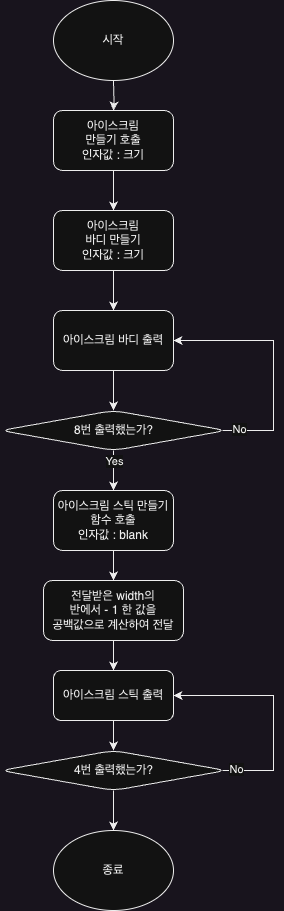 시작
아이스크림
만들기 호출
인자값 : 크기
아이스크림
바디 만들기
인자값 : 크기
아이스크림 바디 출력
8번 출력했는가?
No
Yes
아이스크림 스틱 만들기
함수 호출
인자값 : blank
전달받은 width의
반에서 - 1 한 값을
공백값으로 계산하여 전달
아이스크림 스틱 출력
4번 출력했는가?
No
종료